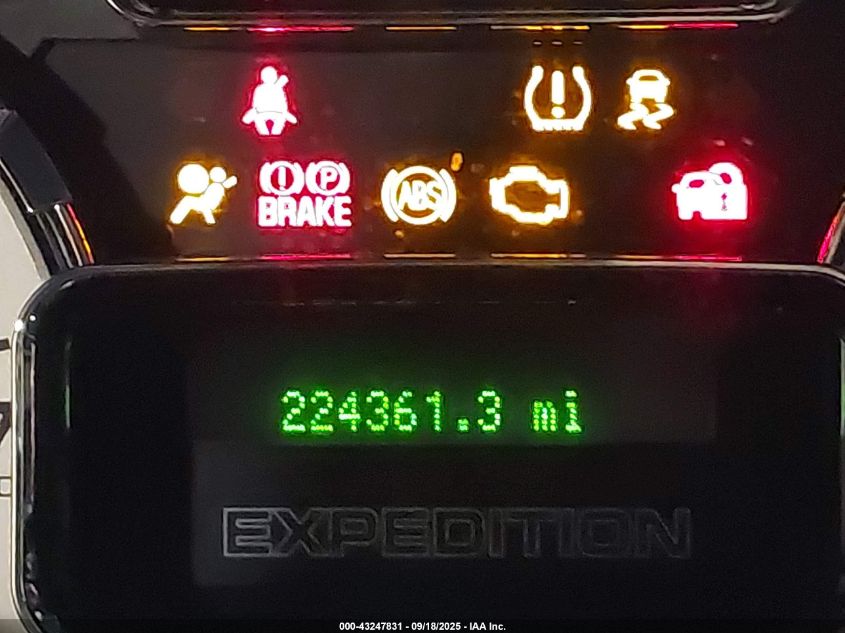 ! P
BRAKE ABS
224361.3 mi
EXPEDITION
000-43247831 - 09/18/2025 - IAA Inc.